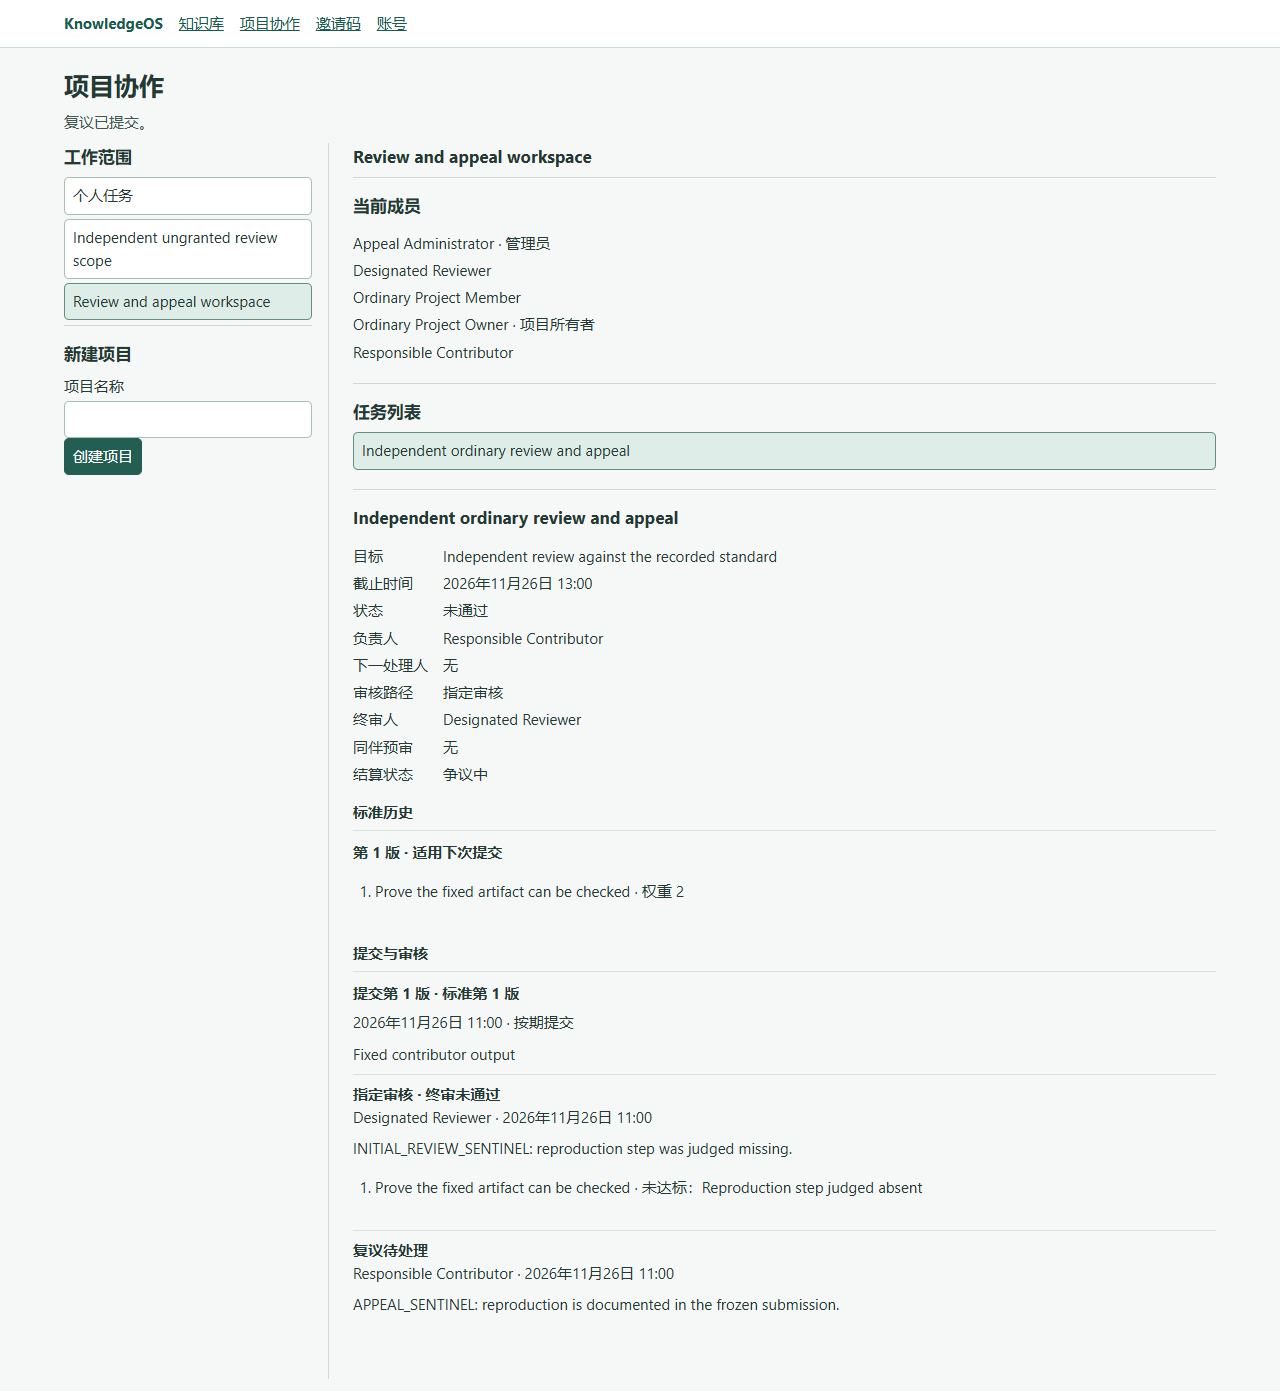 KnowledgeOS 知识库 项目协作 邀请码 账号
项目协作
复议已提交。
工作范围
个人任务
Independent ungranted review
scope
Review and appeal workspace
新建项目
项目名称
创建项目
Review and appeal workspace
当前成员
Appeal Administrator · 管理员
Designated Reviewer
Ordinary Project Member
Ordinary Project Owner · 项目所有者
Responsible Contributor
任务列表
Independent ordinary review and appeal
Independent ordinary review and appeal
目标 Independent review against the recorded standard
截止时间 2026年11月26日 13:00
状态 未通过
负责人 Responsible Contributor
下一处理人 无
审核路径 指定审核
终审人 Designated Reviewer
同伴预审 无
结算状态 争议中
标准历史
第 1 版 · 适用下次提交
1. Prove the fixed artifact can be checked · 权重 2
提交与审核
提交第 1 版 · 标准第 1 版
2026年11月26日 11:00 · 按期提交
Fixed contributor output
指定审核 · 终审未通过
Designated Reviewer · 2026年11月26日 11:00
INITIAL_REVIEW_SENTINEL: reproduction step was judged missing.
1. Prove the fixed artifact can be checked · 未达标：Reproduction step judged absent
复议待处理
Responsible Contributor · 2026年11月26日 11:00
APPEAL_SENTINEL: reproduction is documented in the frozen submission.